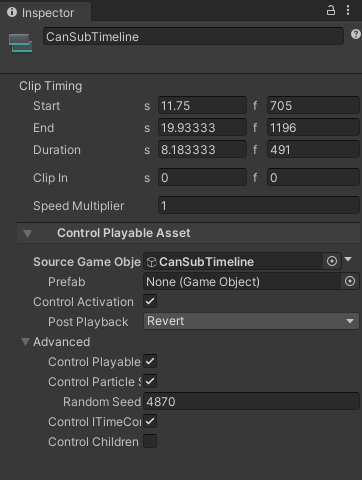 Inspector
CanSubTimeline
Clip Timing
Start s 11.75 f 705
End s 19.93333 f 1196
Duration s 8.183333 f 491
Clip In s 0 f 0
Speed Multiplier 1
Control Playable Asset
Source Game Obje CanSubTimeline
Prefab None (Game Object)
Control Activation
Post Playback Revert
Advanced
Control Playable
Control Particle S
Random Seed 4870
Control ITimeCor
Control Children